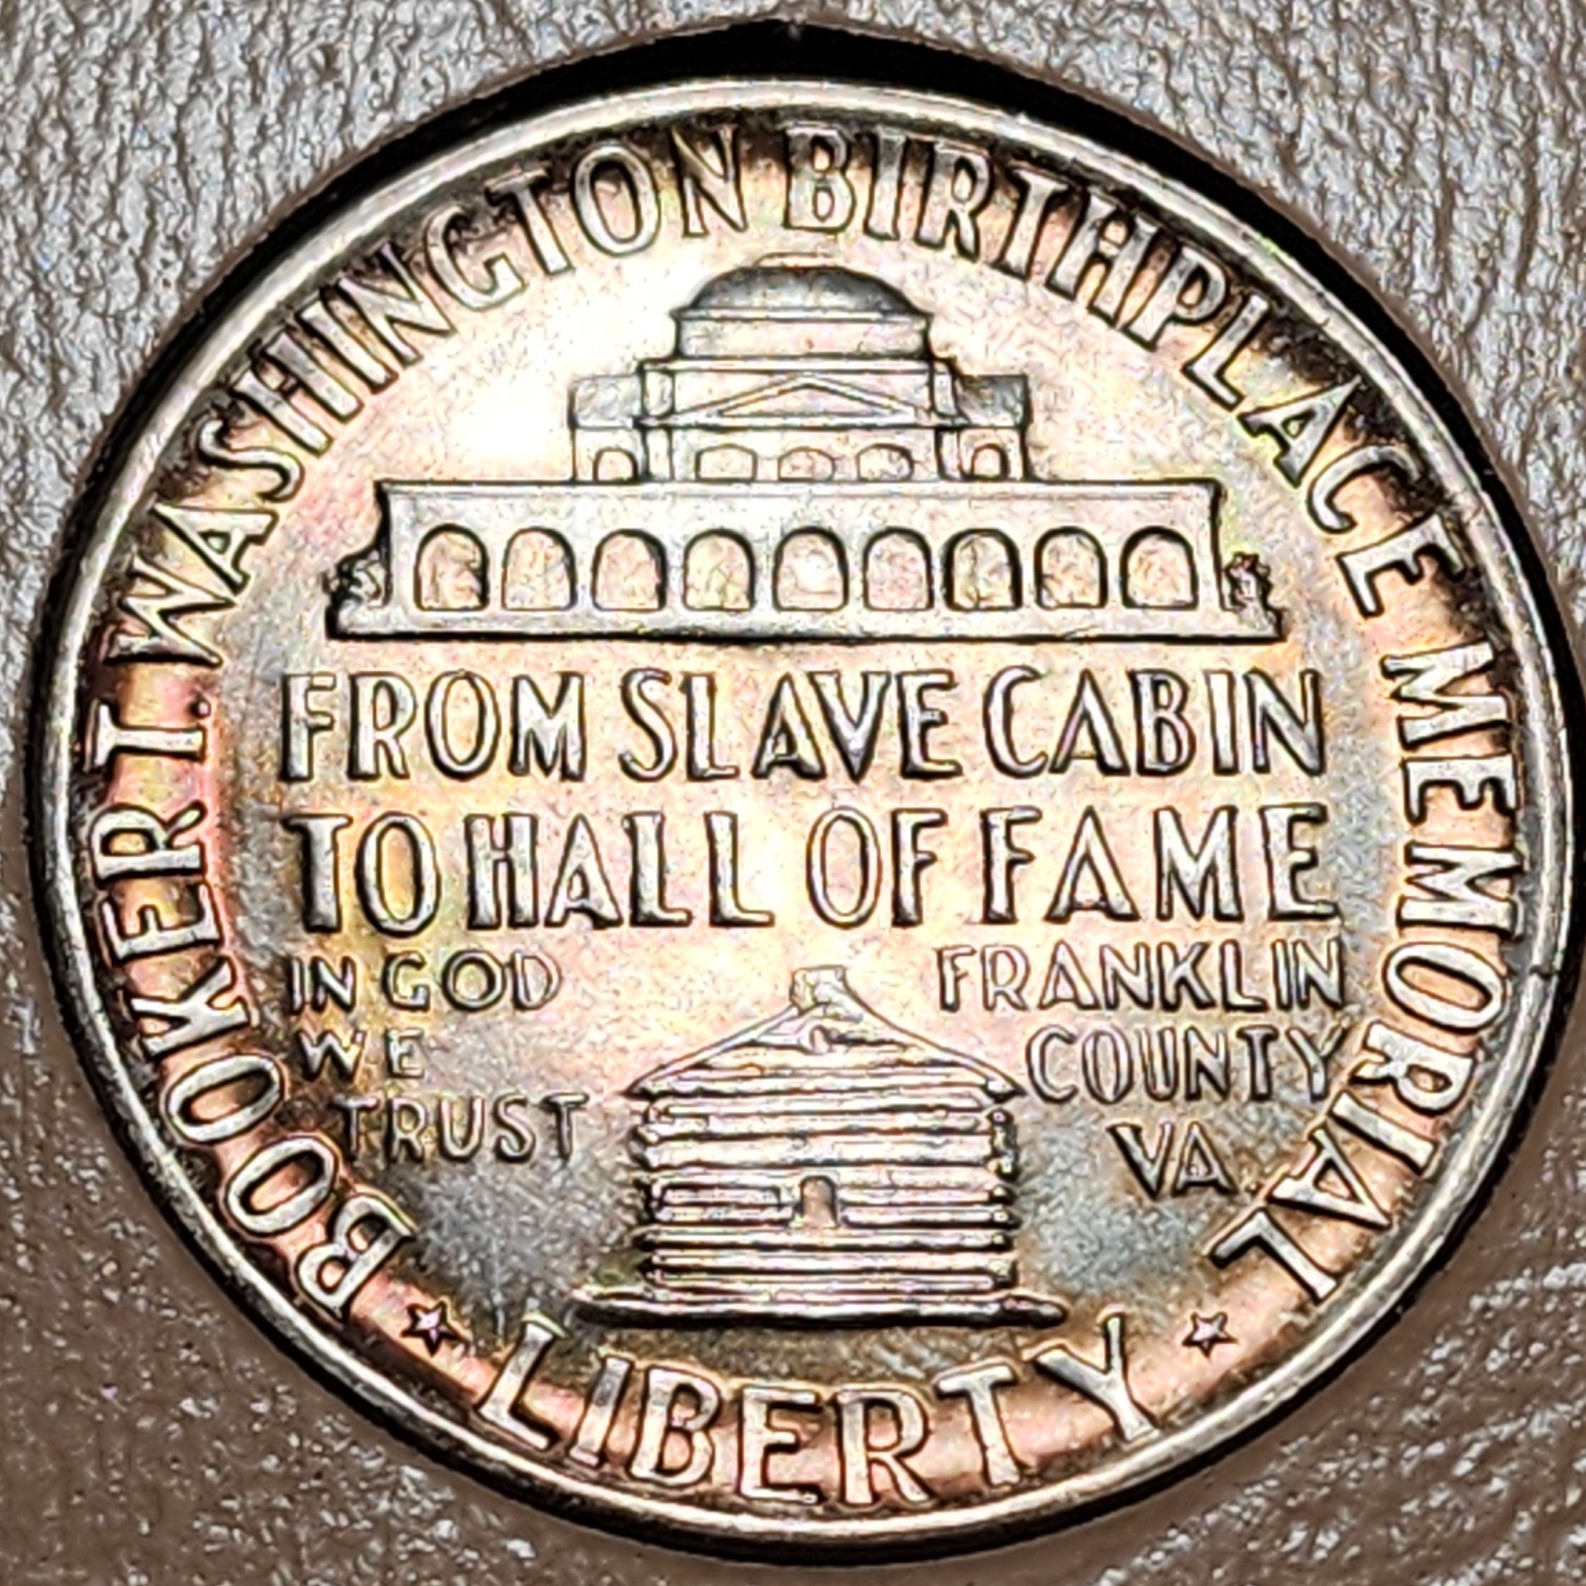 BOOKER T. WASHINGTON BIRTHPLACE MEMORIAL
FROM SLAVE CABIN
TO HALL OF FAME
IN GOD
WE
TRUST
FRANKLIN
COUNTY
VA
LIBERTY